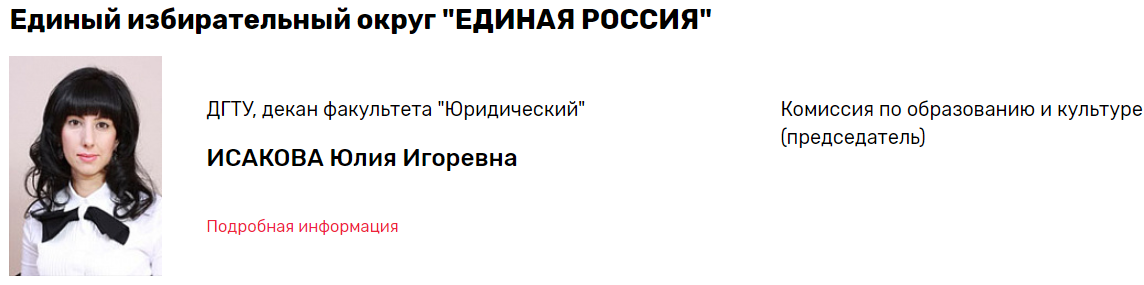 Единый избирательный округ "ЕДИНАЯ РОССИЯ"
ДГТУ, декан факультета "Юридический"
ИСАКОВА Юлия Игоревна
Подробная информация
Комиссия по образованию и культуре
(председатель)